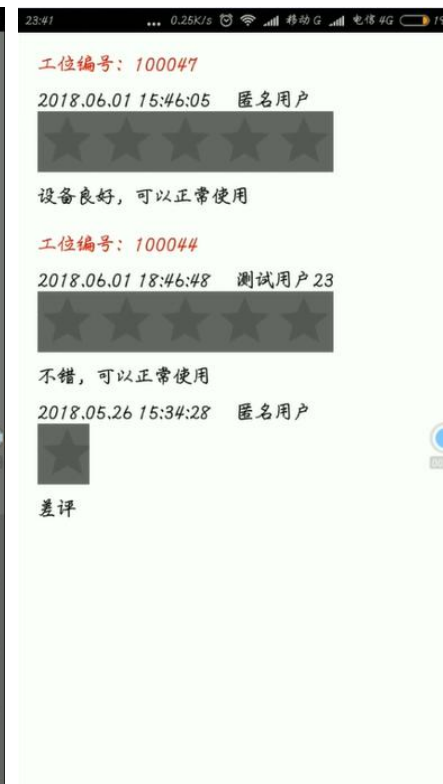 23:41 ... 0.25K/s 移动 G 电信 4G
工位编号：100047
2018.06.01 15:46:05 匿名用户
设备良好，可以正常使用
工位编号：100044
2018.06.01 18:46:48 测试用户23
不错，可以正常使用
2018.05.26 15:34:28 匿名用户
差评